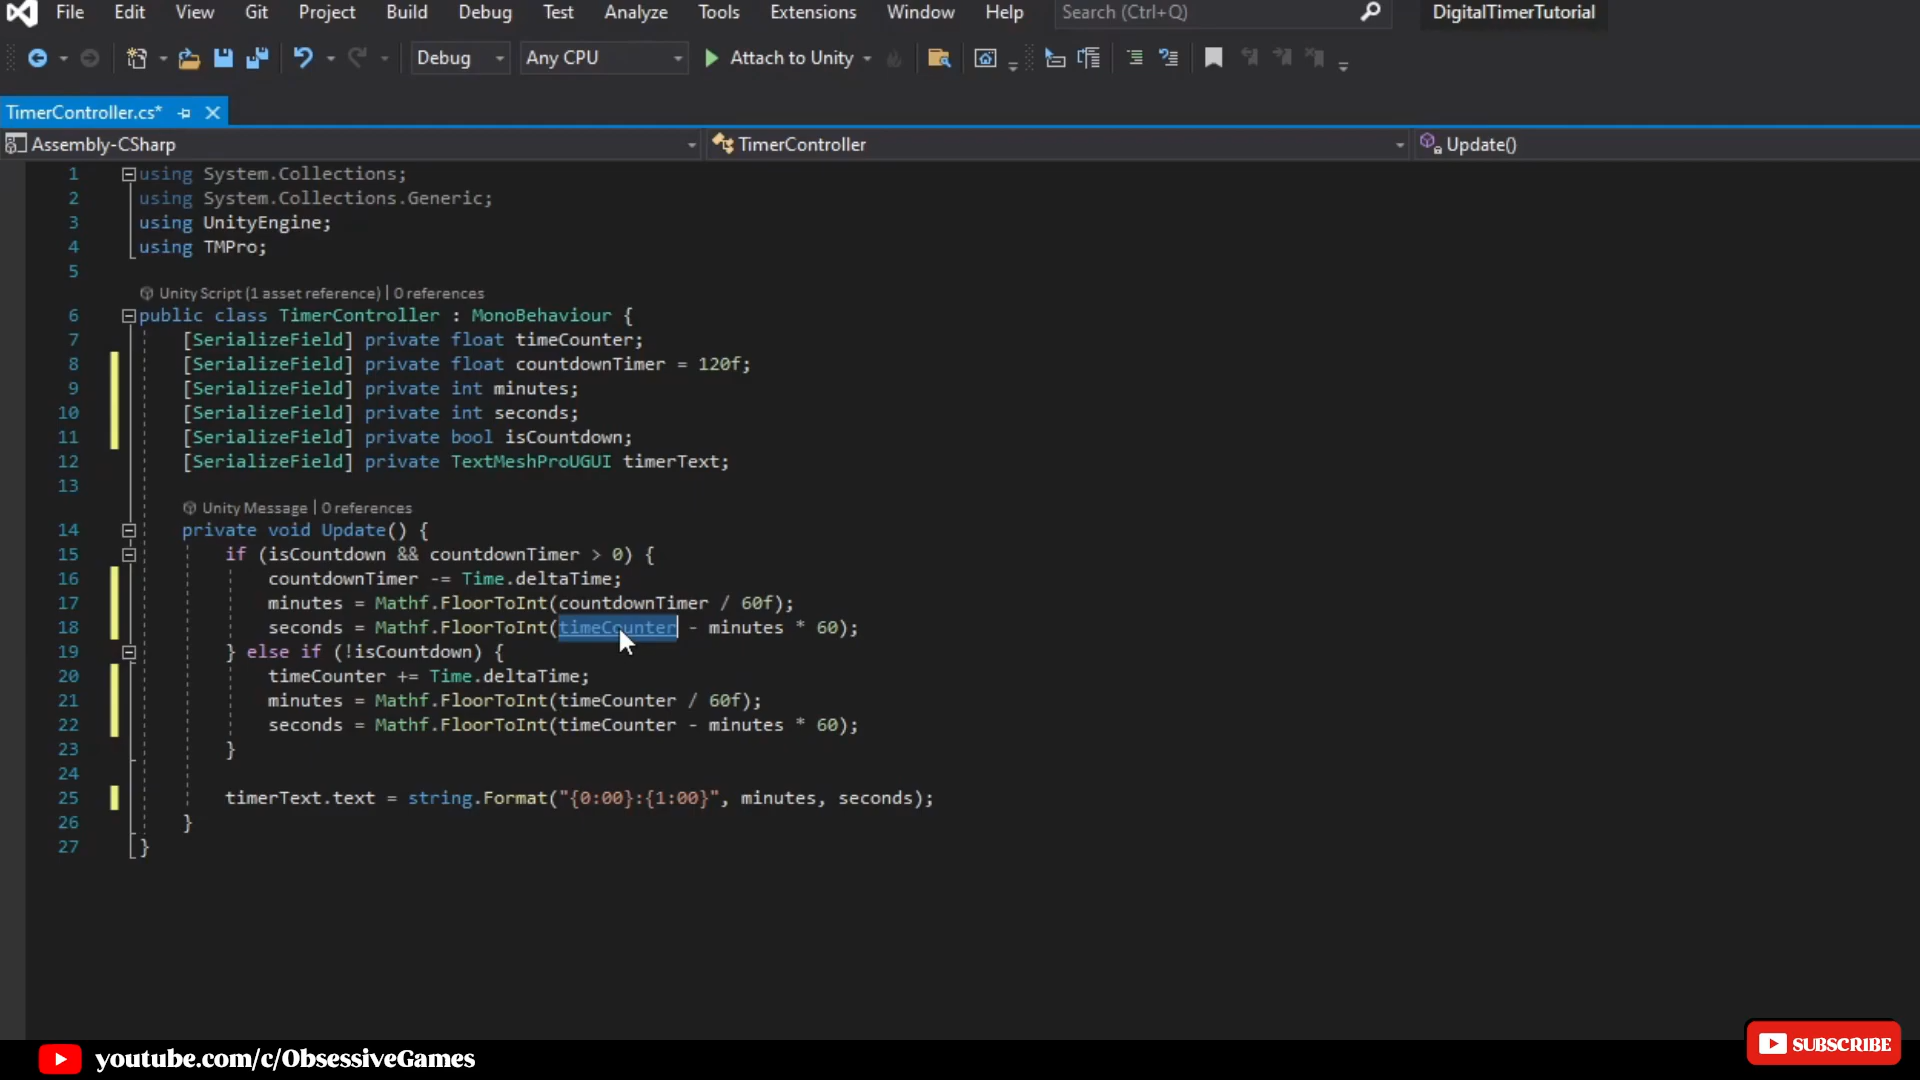 File Edit View Git Project Build Debug Test Analyze Tools Extensions Window Help Search (Ctrl+Q) DigitalTimerTutorial
Debug Any CPU Attach to Unity
TimerController.cs*
Assembly-CSharp TimerController Update()
1 using System.Collections;
2 using System.Collections.Generic;
3 using UnityEngine;
4 using TMPro;
5
Unity Script (1 asset reference) | 0 references
6 public class TimerController : MonoBehaviour {
7 [SerializeField] private float timeCounter;
8 [SerializeField] private float countdownTimer = 120f;
9 [SerializeField] private int minutes;
10 [SerializeField] private int seconds;
11 [SerializeField] private bool isCountdown;
12 [SerializeField] private TextMeshProUGUI timerText;
13
Unity Message | 0 references
14 private void Update() {
15 if (isCountdown && countdownTimer > 0) {
16 countdownTimer -= Time.deltaTime;
17 minutes = Mathf.FloorToInt(countdownTimer / 60f);
18 seconds = Mathf.FloorToInt(timeCounter - minutes * 60);
19 } else if (!isCountdown) {
20 timeCounter += Time.deltaTime;
21 minutes = Mathf.FloorToInt(timeCounter / 60f);
22 seconds = Mathf.FloorToInt(timeCounter - minutes * 60);
23 }
24
25 timerText.text = string.Format("{0:00}:{1:00}", minutes, seconds);
26 }
27 }
youtube.com/c/ObsessiveGames
SUBSCRIBE